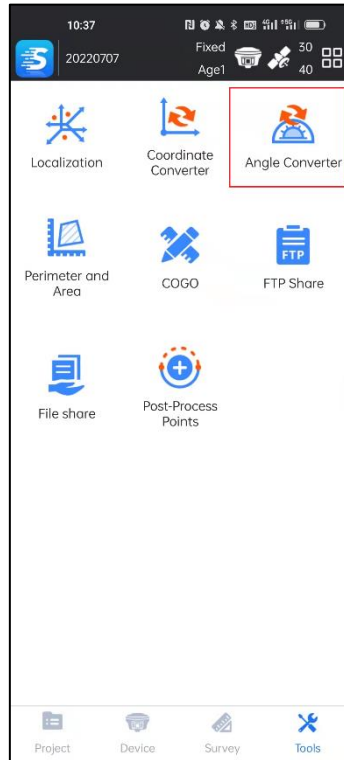 10:37
20220707
Fixed
Age1
30
40
Localization
Coordinate
Converter
Angle Converter
Perimeter and
Area
COGO
FTP
FTP Share
File share
Post-Process
Points
Project
Device
Survey
Tools